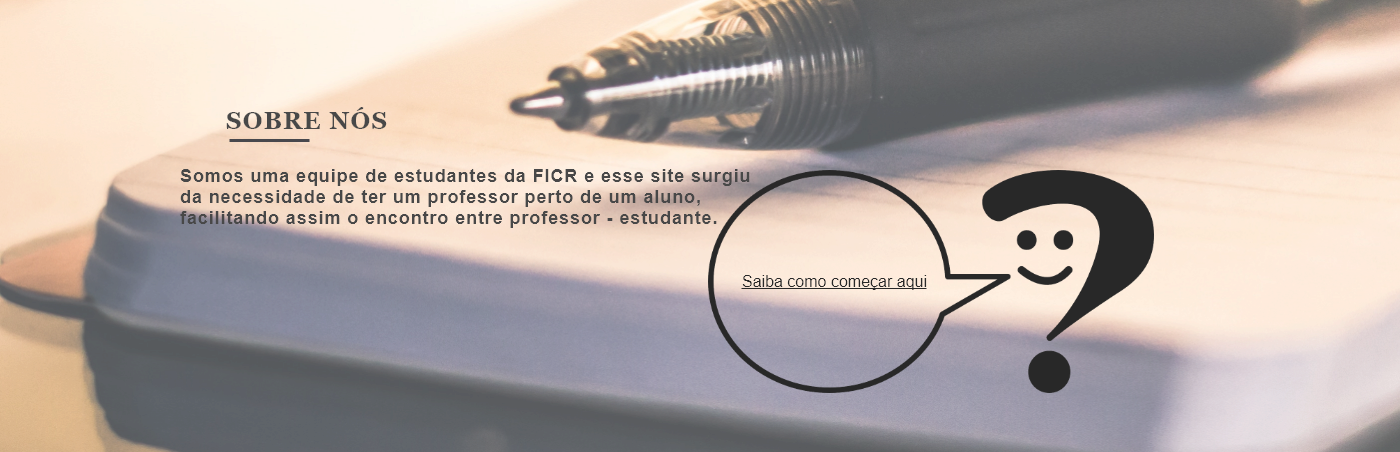 SOBRE NÓS
Somos uma equipe de estudantes da FICR e esse site surgiu
da necessidade de ter um professor perto de um aluno,
facilitando assim o encontro entre professor - estudante.
Saiba como começar aqui